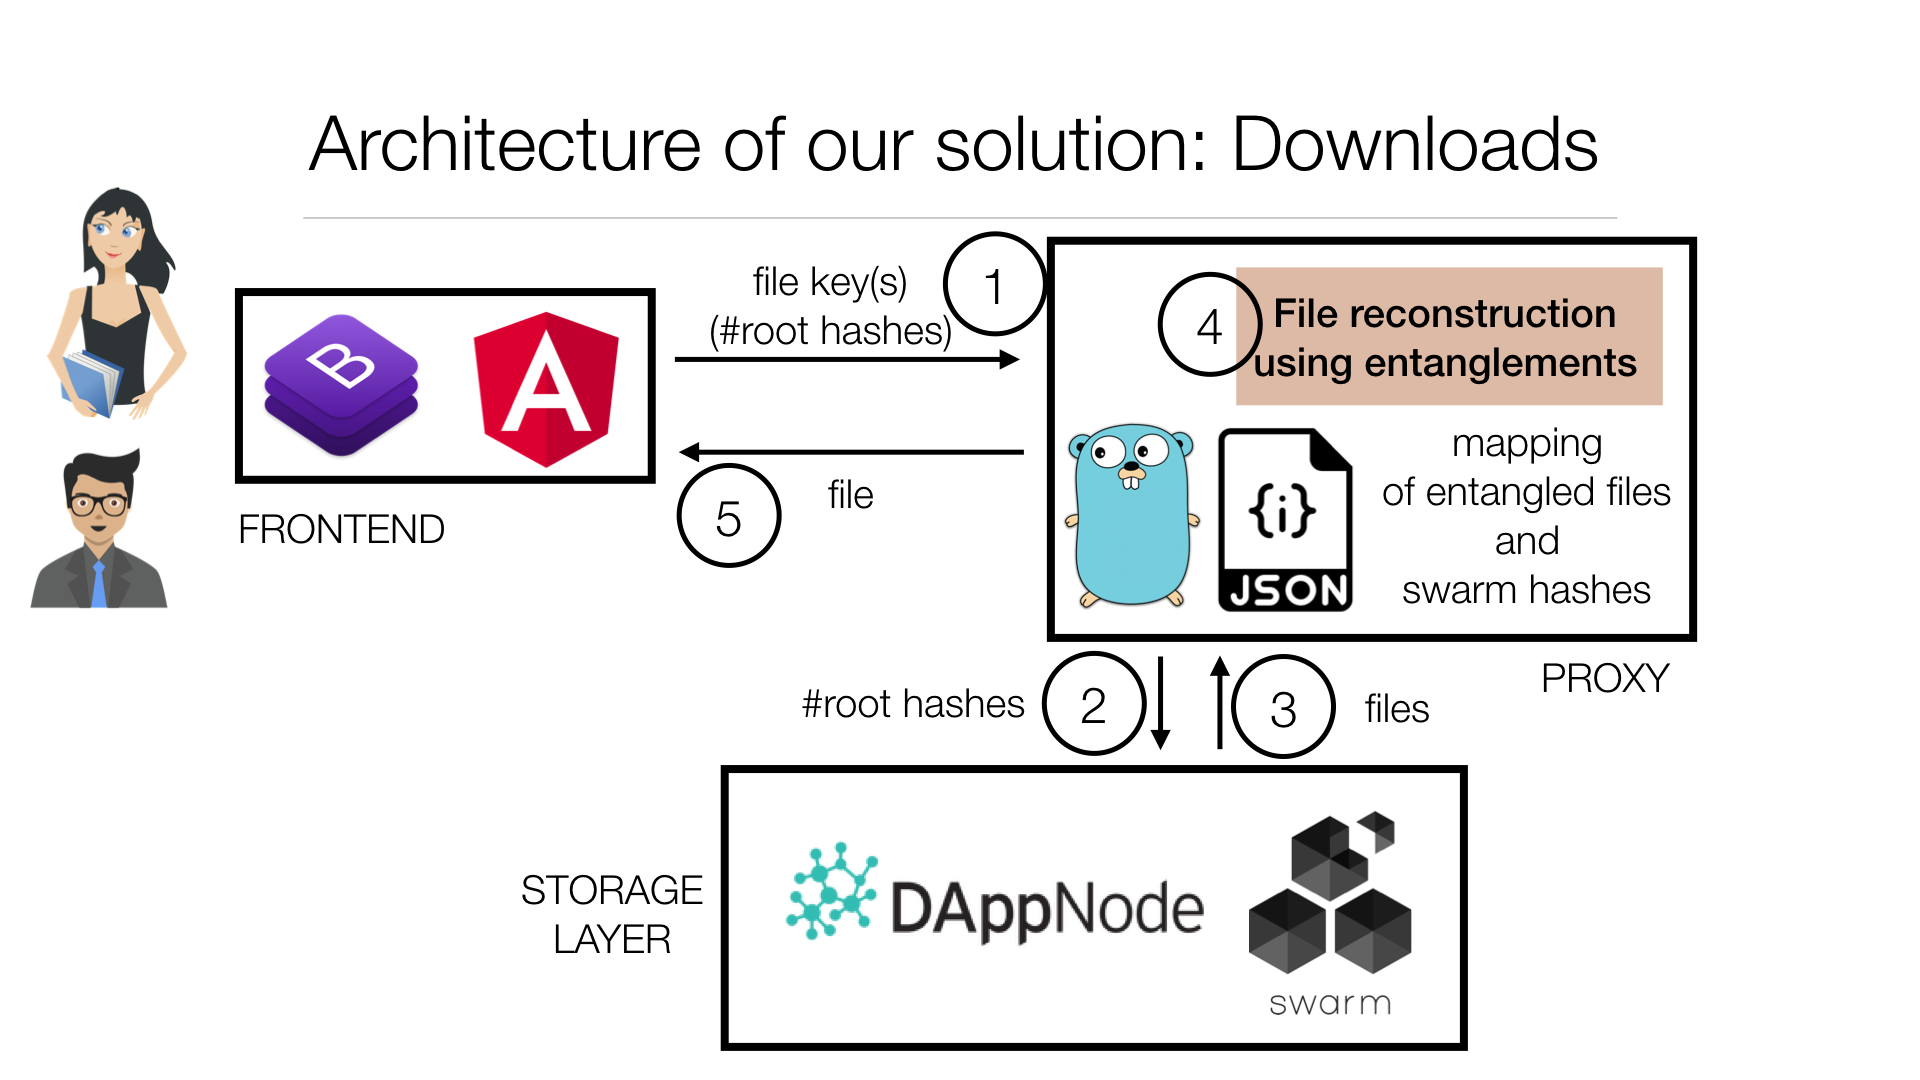 Architecture of our solution: Downloads
file key(s)
(#root hashes)
1
4
File reconstruction
using entanglements
B
A
mapping
of entangled files
and
swarm hashes
{i}
JSON
5
file
FRONTEND
PROXY
#root hashes
2
3
files
STORAGE
LAYER
DAppNode
swarm